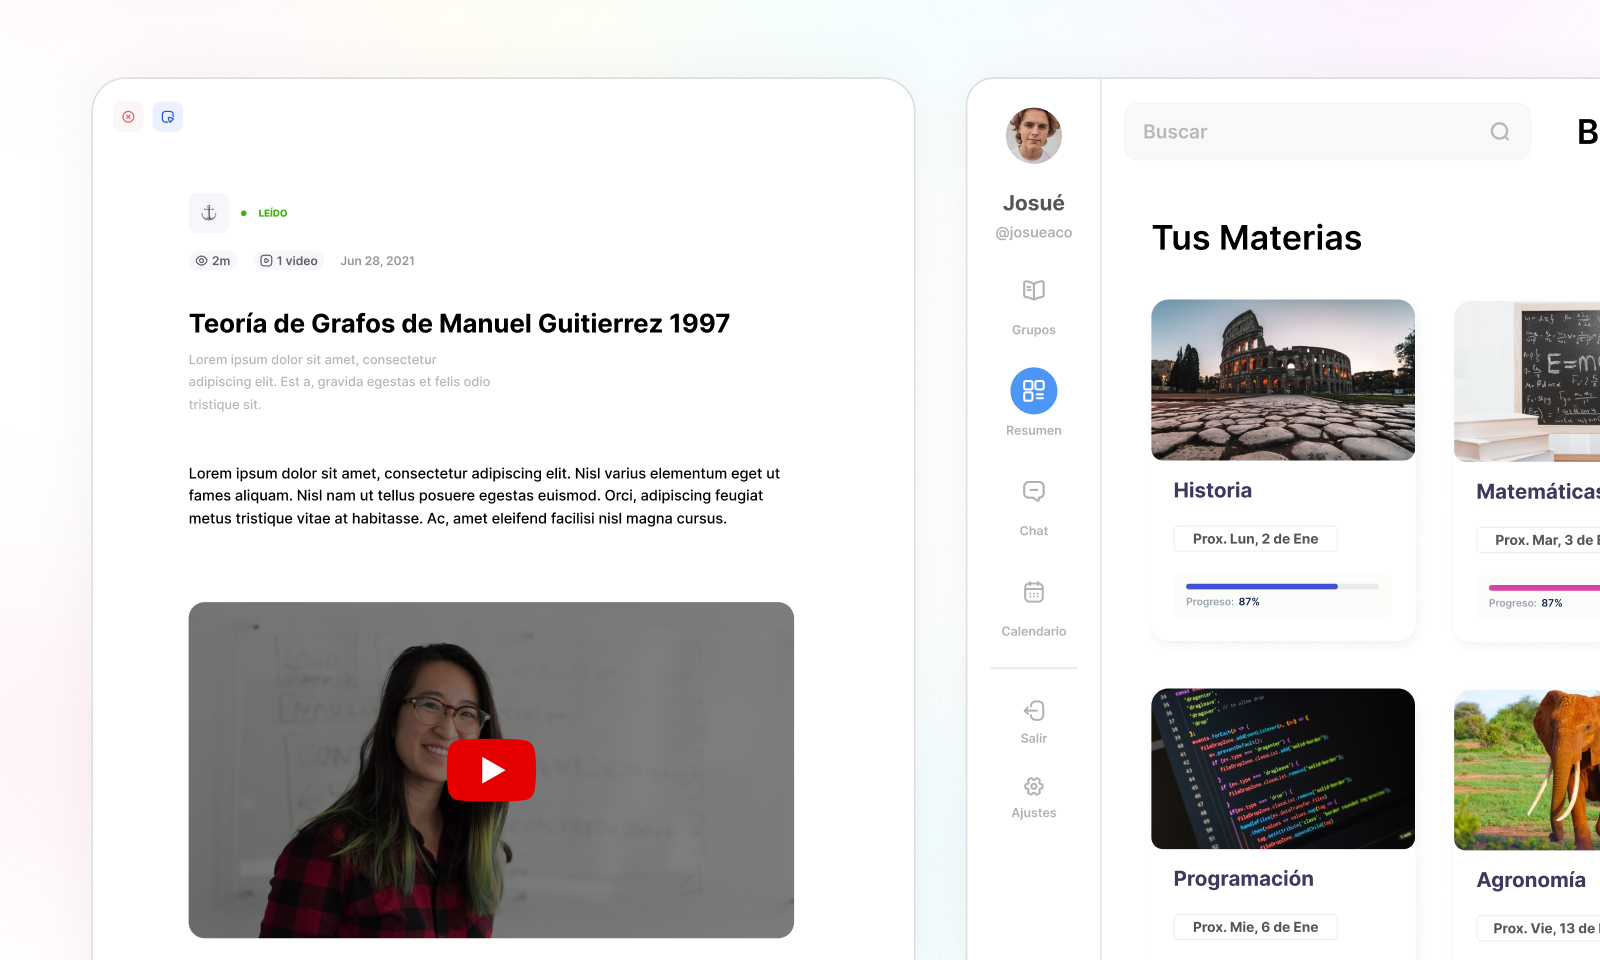 LEÍDO
2m
1 video
Jun 28, 2021
Teoría de Grafos de Manuel Guitierrez 1997
Lorem ipsum dolor sit amet, consectetur
adipiscing elit. Est a, gravida egestas et felis odio
tristique sit.
Lorem ipsum dolor sit amet, consectetur adipiscing elit. Nisl varius elementum eget ut
fames aliquam. Nisl nam ut tellus posuere egestas euismod. Orci, adipiscing feugiat
metus tristique vitae at habitasse. Ac, amet eleifend facilisi nisl magna cursus.
Josué
@josueaco
Grupos
Resumen
Chat
Calendario
Salir
Ajustes
Buscar
B
Tus Materias
Historia
Prox. Lun, 2 de Ene
Progreso: 87%
Matemáticas
Prox. Mar, 3 de E
Progreso: 87%
Programación
Prox. Mie, 6 de Ene
Agronomía
Prox. Vie, 13 de